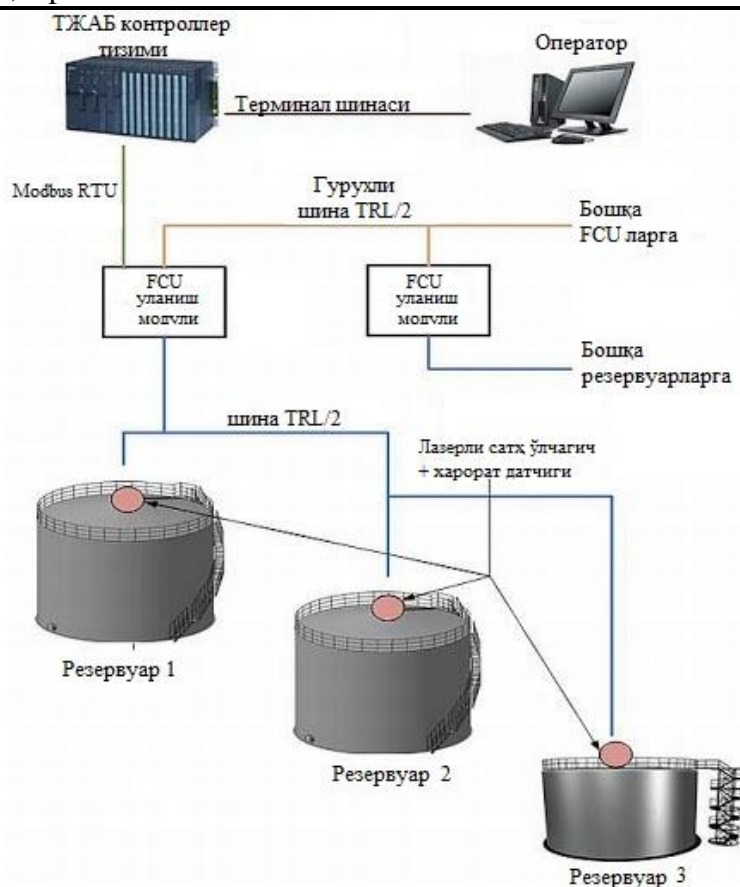 ТЖАБ контроллер
тизими
Оператор
Терминал шинаси
Modbus RTU
Гурухли
шина TRL/2
Бошқа
FCU ларга
FCU
уланиш
модули
FCU
уланиш
модули
Бошқа
резервуарларга
шина TRL/2
Лазерли сатҳ ўлчагич
+ харорат датчиги
Резервуар 1
Резервуар 2
Резервуар 3